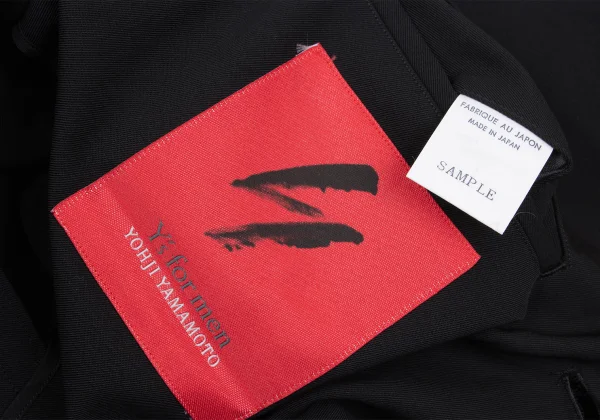 Y's for men
YOHJI YAMAMOTO
FABRIQUE AU JAPON
MADE IN JAPAN
SAMPLE